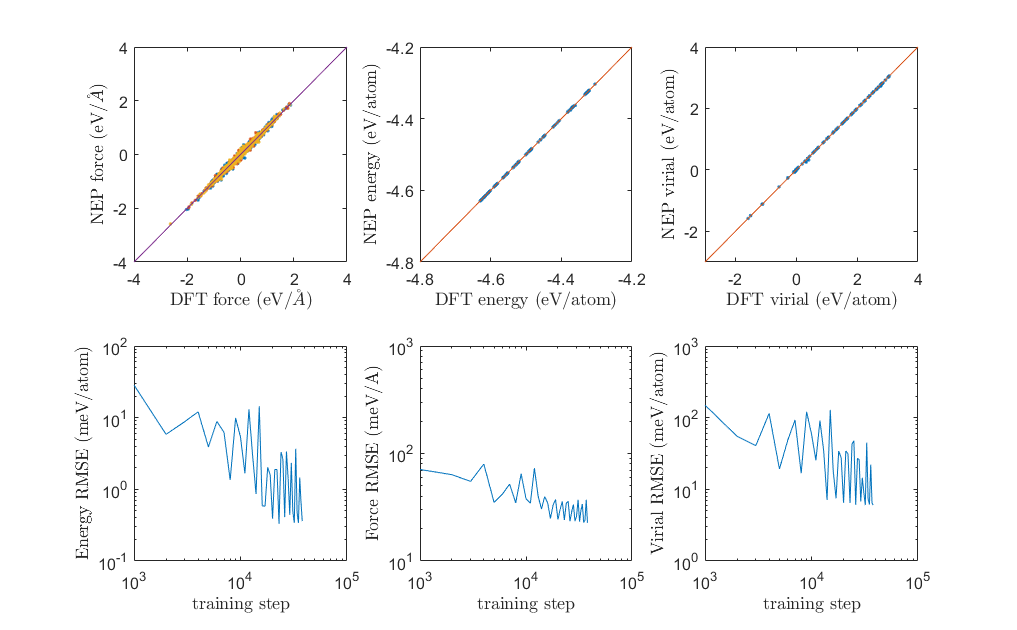 4
2
0
-2
-4
-4 -2 0 2 4
NEP force (eV/Å)
DFT force (eV/Å)
-4.2
-4.4
-4.6
-4.8
-4.8 -4.6 -4.4 -4.2
NEP energy (eV/atom)
DFT energy (eV/atom)
4
2
0
-2
-2 0 2 4
NEP virial (eV/atom)
DFT virial (eV/atom)
10²
10¹
10⁰
10⁻¹
10³ 10⁴ 10⁵
Energy RMSE (meV/atom)
training step
10³
10²
10¹
10³ 10⁴ 10⁵
Force RMSE (meV/A)
training step
10³
10²
10¹
10⁰
10³ 10⁴ 10⁵
Virial RMSE (meV/atom)
training step